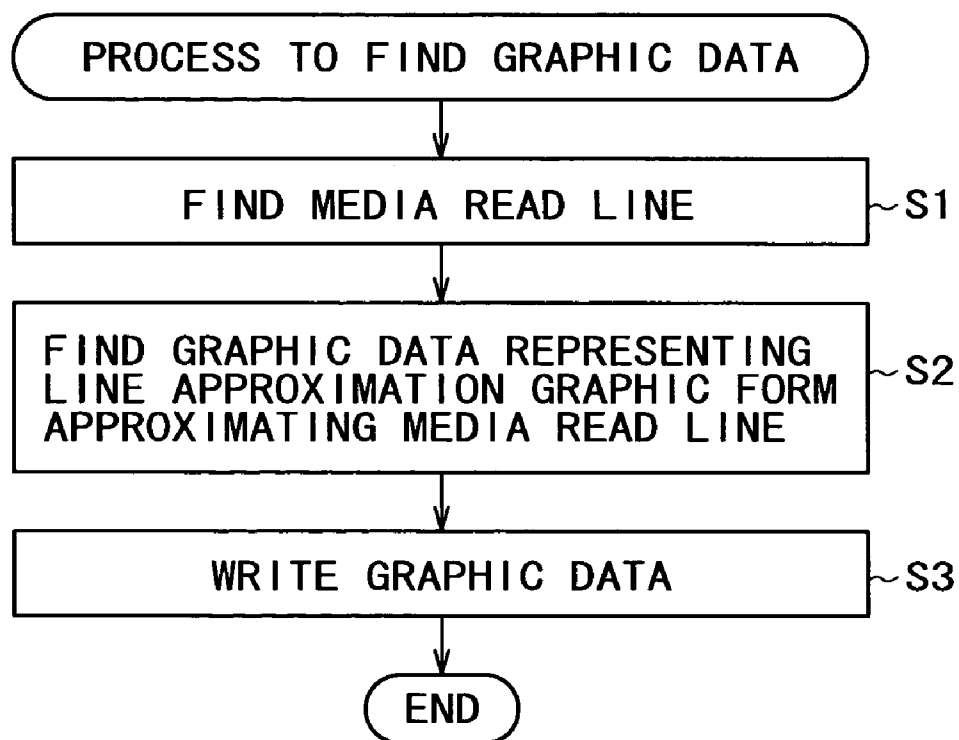 PROCESS TO FIND GRAPHIC DATA
FIND MEDIA READ LINE
S1
FIND GRAPHIC DATA REPRESENTING
LINE APPROXIMATION GRAPHIC FORM
APPROXIMATING MEDIA READ LINE
S2
WRITE GRAPHIC DATA
S3
END